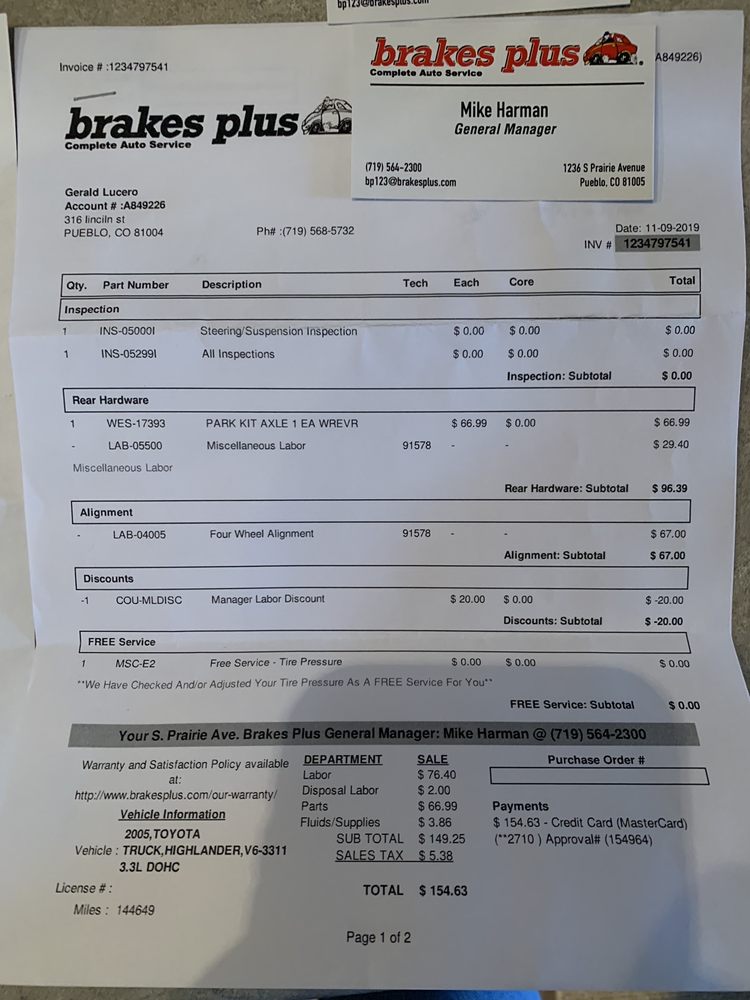 bp123@brakesplus.com
Invoice # :1234797541
A849226)
brakes plus
Complete Auto Service
brakes plus
Complete Auto Service
Mike Harman
General Manager
(719) 564-2300
1236 S Prairie Avenue
bp123@brakesplus.com
Pueblo, CO 81005
Gerald Lucero
Account # :A849226
316 linciln st
PUEBLO, CO 81004
Ph# :(719) 568-5732
Date: 11-09-2019
INV # 1234797541
Qty. Part Number Description Tech Each Core Total
Inspection
1 INS-05000I Steering/Suspension Inspection $ 0.00 $ 0.00 $ 0.00
1 INS-05299I All Inspections $ 0.00 $ 0.00 $ 0.00
Inspection: Subtotal $ 0.00
Rear Hardware
1 WES-17393 PARK KIT AXLE 1 EA WREVR $ 66.99 $ 0.00 $ 66.99
- LAB-05500 Miscellaneous Labor 91578 - - $ 29.40
Miscellaneous Labor
Rear Hardware: Subtotal $ 96.39
Alignment
- LAB-04005 Four Wheel Alignment 91578 - - $ 67.00
Alignment: Subtotal $ 67.00
Discounts
-1 COU-MLDISC Manager Labor Discount $ 20.00 $ 0.00 $ -20.00
Discounts: Subtotal $ -20.00
FREE Service
1 MSC-E2 Free Service - Tire Pressure $ 0.00 $ 0.00 $ 0.00
**We Have Checked And/or Adjusted Your Tire Pressure As A FREE Service For You**
FREE Service: Subtotal $ 0.00
Your S. Prairie Ave. Brakes Plus General Manager: Mike Harman @ (719) 564-2300
Warranty and Satisfaction Policy available
at:
http://www.brakesplus.com/our-warranty/
Vehicle Information
2005,TOYOTA
Vehicle : TRUCK,HIGHLANDER,V6-3311
3.3L DOHC
License # :
Miles : 144649
DEPARTMENT SALE
Labor $ 76.40
Disposal Labor $ 2.00
Parts $ 66.99
Fluids/Supplies $ 3.86
SUB TOTAL $ 149.25
SALES TAX $ 5.38
TOTAL $ 154.63
Purchase Order #
Payments
$ 154.63 - Credit Card (MasterCard)
(**2710 ) Approval# (154964)
Page 1 of 2